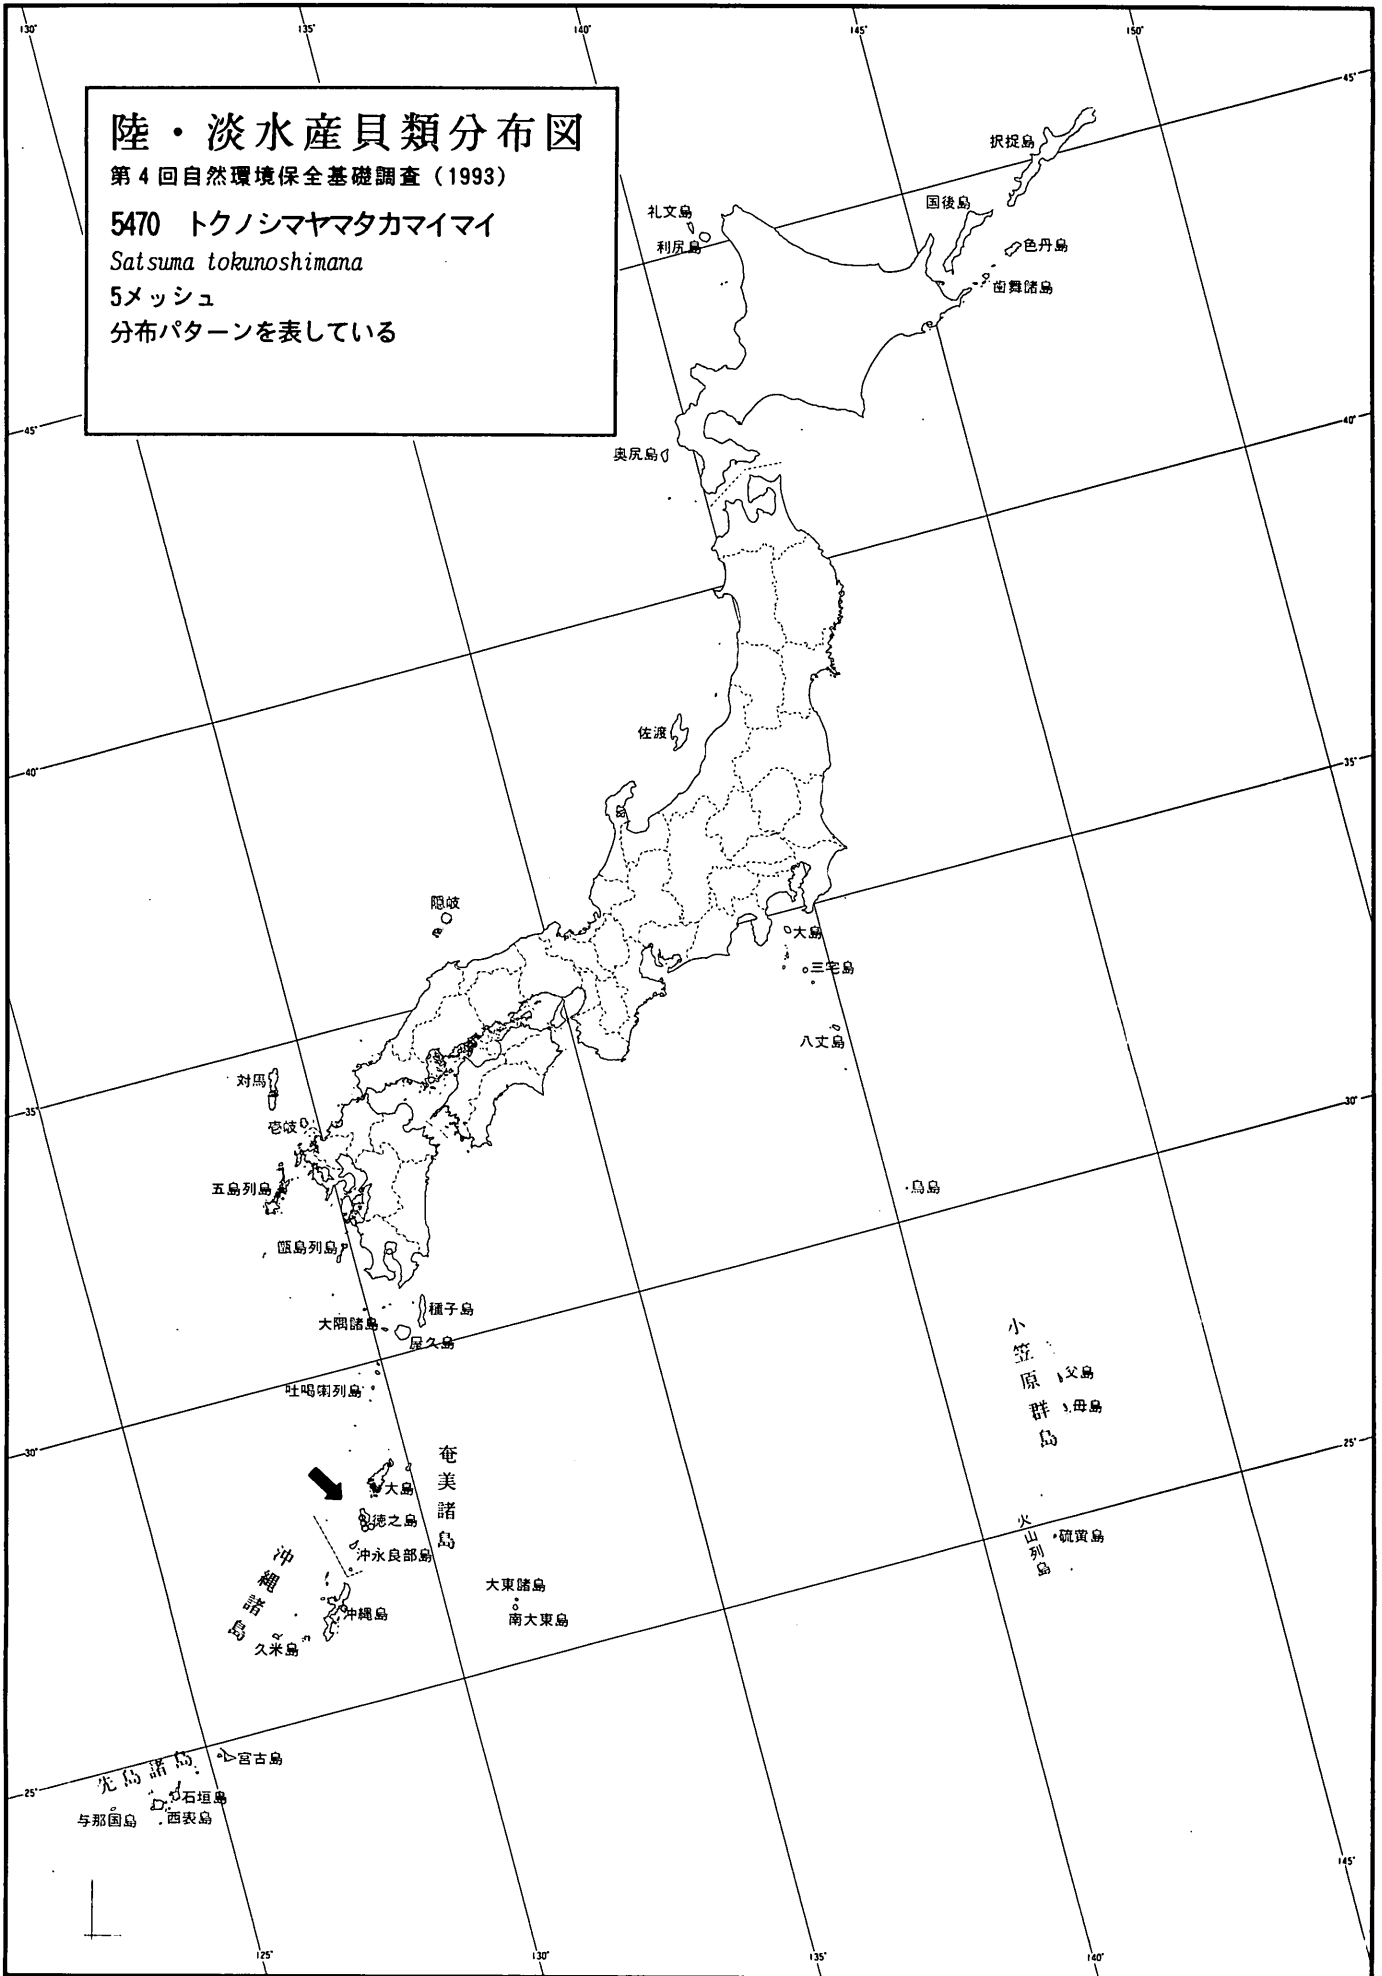 130°
135°
140°
145°
150°
陸・淡水産貝類分布図
第4回自然環境保全基礎調査（1993）
5470　トクノシマヤマタカマイマイ
Satsuma tokunoshimana
5メッシュ
分布パターンを表している
45°
択捉島
国後島
礼文島
利尻島
色丹島
歯舞諸島
40°
45°
奥尻島
佐渡
35°
40°
隠岐
大島
三宅島
八丈島
対馬
35°
壱岐
30°
五島列島
鳥島
甑島列島
種子島
大隅諸島
屋久島
小笠原群島
父島
吐喝喇列島
母島
25°
30°
奄美諸島
大島
徳之島
火山列島
硫黄島
沖永良部島
沖縄諸島
大東諸島
沖縄島
南大東島
久米島
先島諸島
宮古島
25°
石垣島
与那国島
西表島
145°
125°
130°
135°
140°